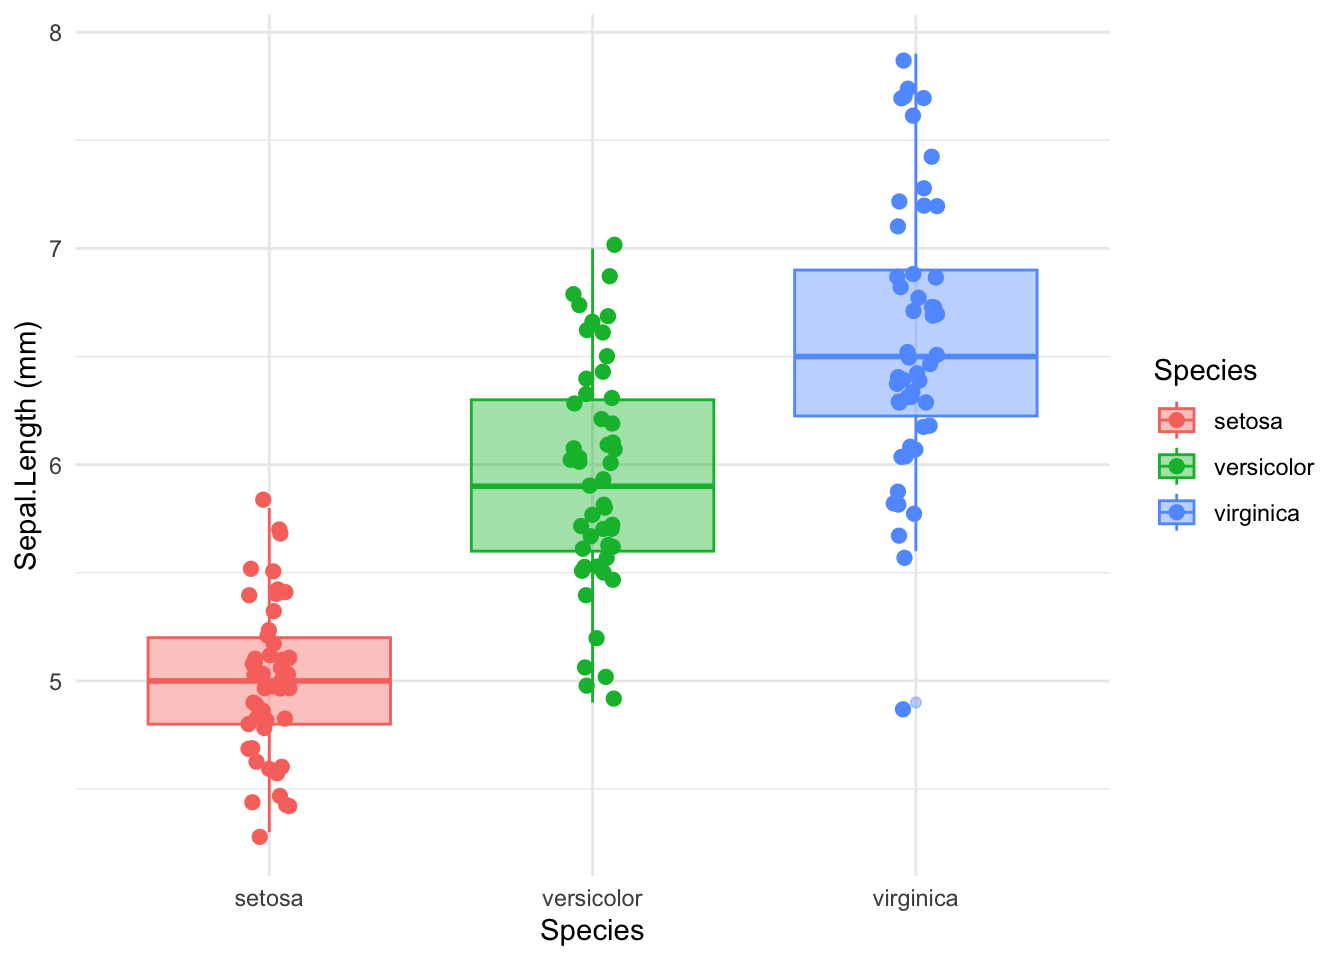 8
7
6
5
Sepal.Length (mm)
setosa
versicolor
virginica
Species
Species
setosa
versicolor
virginica